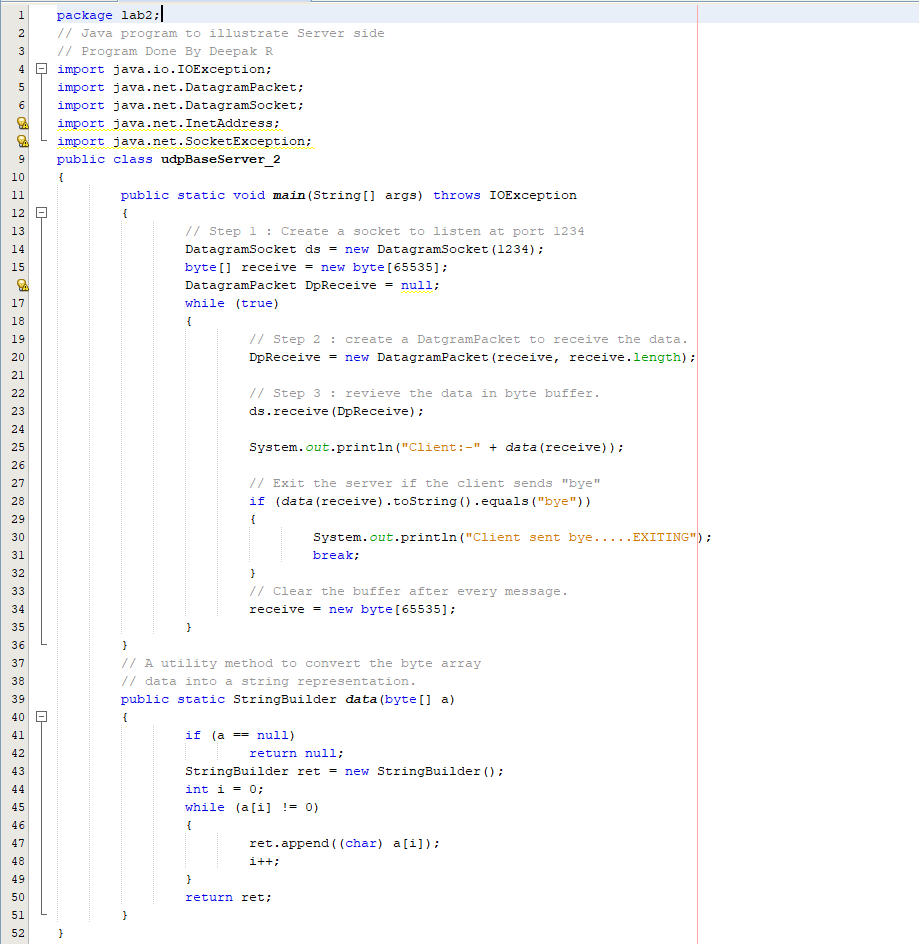 1 package lab2;
2 // Java program to illustrate Server side
3 // Program Done By Deepak R
4 import java.io.IOException;
5 import java.net.DatagramPacket;
6 import java.net.DatagramSocket;
import java.net.InetAddress;
import java.net.SocketException;
9 public class udpBaseServer_2
10 {
11 public static void main(String[] args) throws IOException
12 {
13 // Step 1 : Create a socket to listen at port 1234
14 DatagramSocket ds = new DatagramSocket(1234);
15 byte[] receive = new byte[65535];
DatagramPacket DpReceive = null;
17 while (true)
18 {
19 // Step 2 : create a DatgramPacket to receive the data.
20 DpReceive = new DatagramPacket(receive, receive.length);
21
22 // Step 3 : revieve the data in byte buffer.
23 ds.receive(DpReceive);
24
25 System.out.println("Client:-" + data(receive));
26
27 // Exit the server if the client sends "bye"
28 if (data(receive).toString().equals("bye"))
29 {
30 System.out.println("Client sent bye.....EXITING");
31 break;
32 }
33 // Clear the buffer after every message.
34 receive = new byte[65535];
35 }
36 }
37 // A utility method to convert the byte array
38 // data into a string representation.
39 public static StringBuilder data(byte[] a)
40 {
41 if (a == null)
42 return null;
43 StringBuilder ret = new StringBuilder();
44 int i = 0;
45 while (a[i] != 0)
46 {
47 ret.append((char) a[i]);
48 i++;
49 }
50 return ret;
51 }
52 }